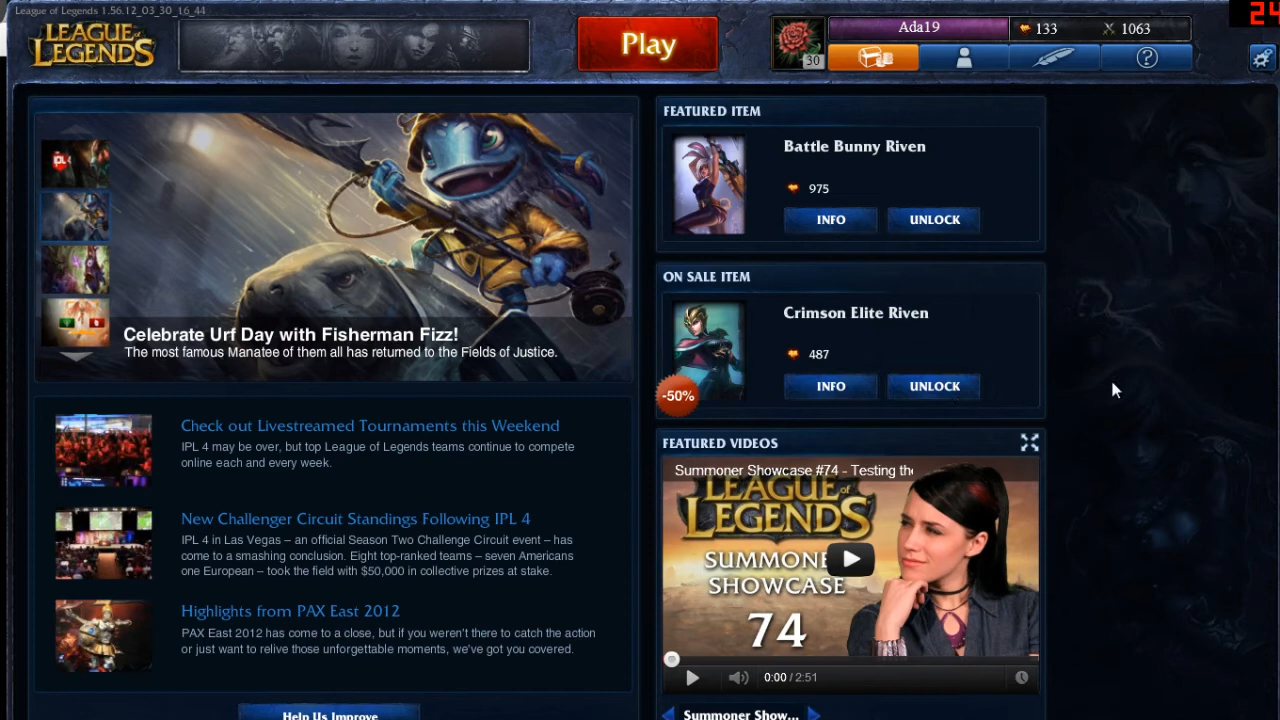 League of Legends 1.56.12_03_30_16_44
24
LEAGUE of
LEGENDS
Play
30
Ada19
133
1063
FEATURED ITEM
Battle Bunny Riven
975
INFO
UNLOCK
IPL
Celebrate Urf Day with Fisherman Fizz!
The most famous Manatee of them all has returned to the Fields of Justice.
ON SALE ITEM
Crimson Elite Riven
487
-50%
INFO
UNLOCK
Check out Livestreamed Tournaments this Weekend
IPL 4 may be over, but top League of Legends teams continue to compete
online each and every week.
New Challenger Circuit Standings Following IPL 4
IPL 4 in Las Vegas – an official Season Two Challenge Circuit event – has
come to a smashing conclusion. Eight top-ranked teams – seven Americans
one European – took the field with $50,000 in collective prizes at stake.
Highlights from PAX East 2012
PAX East 2012 has come to a close, but if you weren't there to catch the action
or just want to relive those unforgettable moments, we've got you covered.
Help Us Improve
FEATURED VIDEOS
Summoner Showcase #74 - Testing the
LEAGUE of
LEGENDS
SUMMONE
SHOWCASE
74
0:00 / 2:51
Summoner Show...